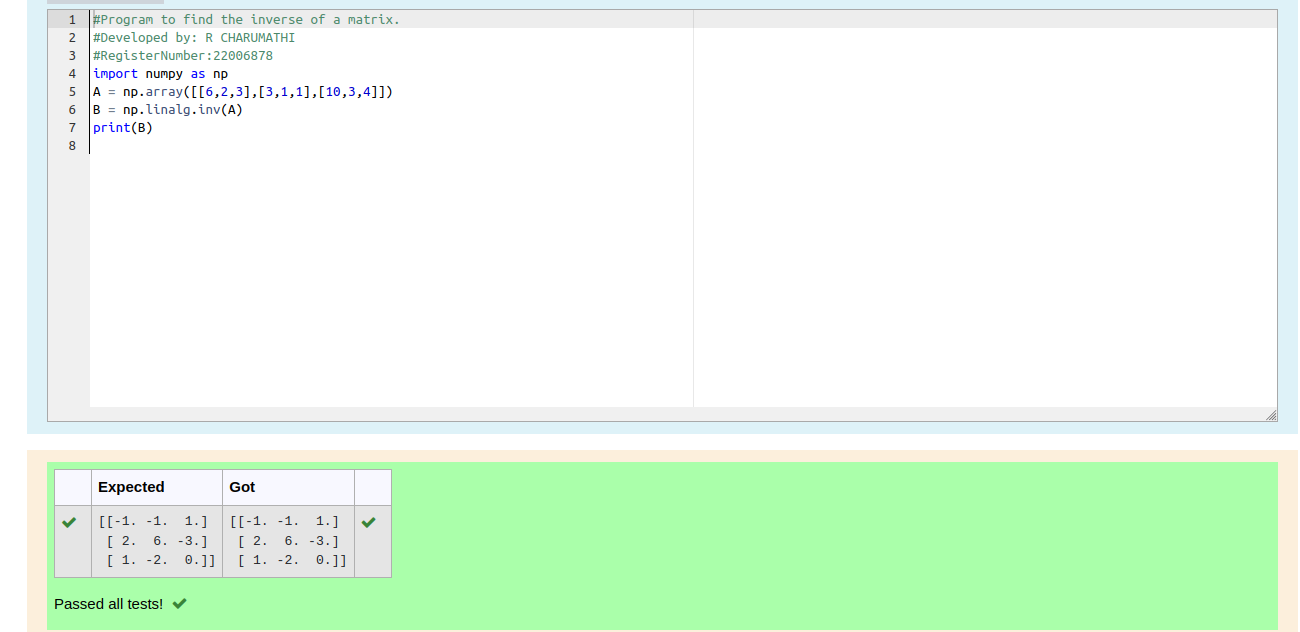 1 #Program to find the inverse of a matrix.
2 #Developed by: R CHARUMATHI
3 #RegisterNumber:22006878
4 import numpy as np
5 A = np.array([[6,2,3],[3,1,1],[10,3,4]])
6 B = np.linalg.inv(A)
7 print(B)
8
Expected Got
[[-1. -1.  1.] [[-1. -1.  1.]
[ 2.  6. -3.] [ 2.  6. -3.]
[ 1. -2.  0.]] [ 1. -2.  0.]]
Passed all tests!